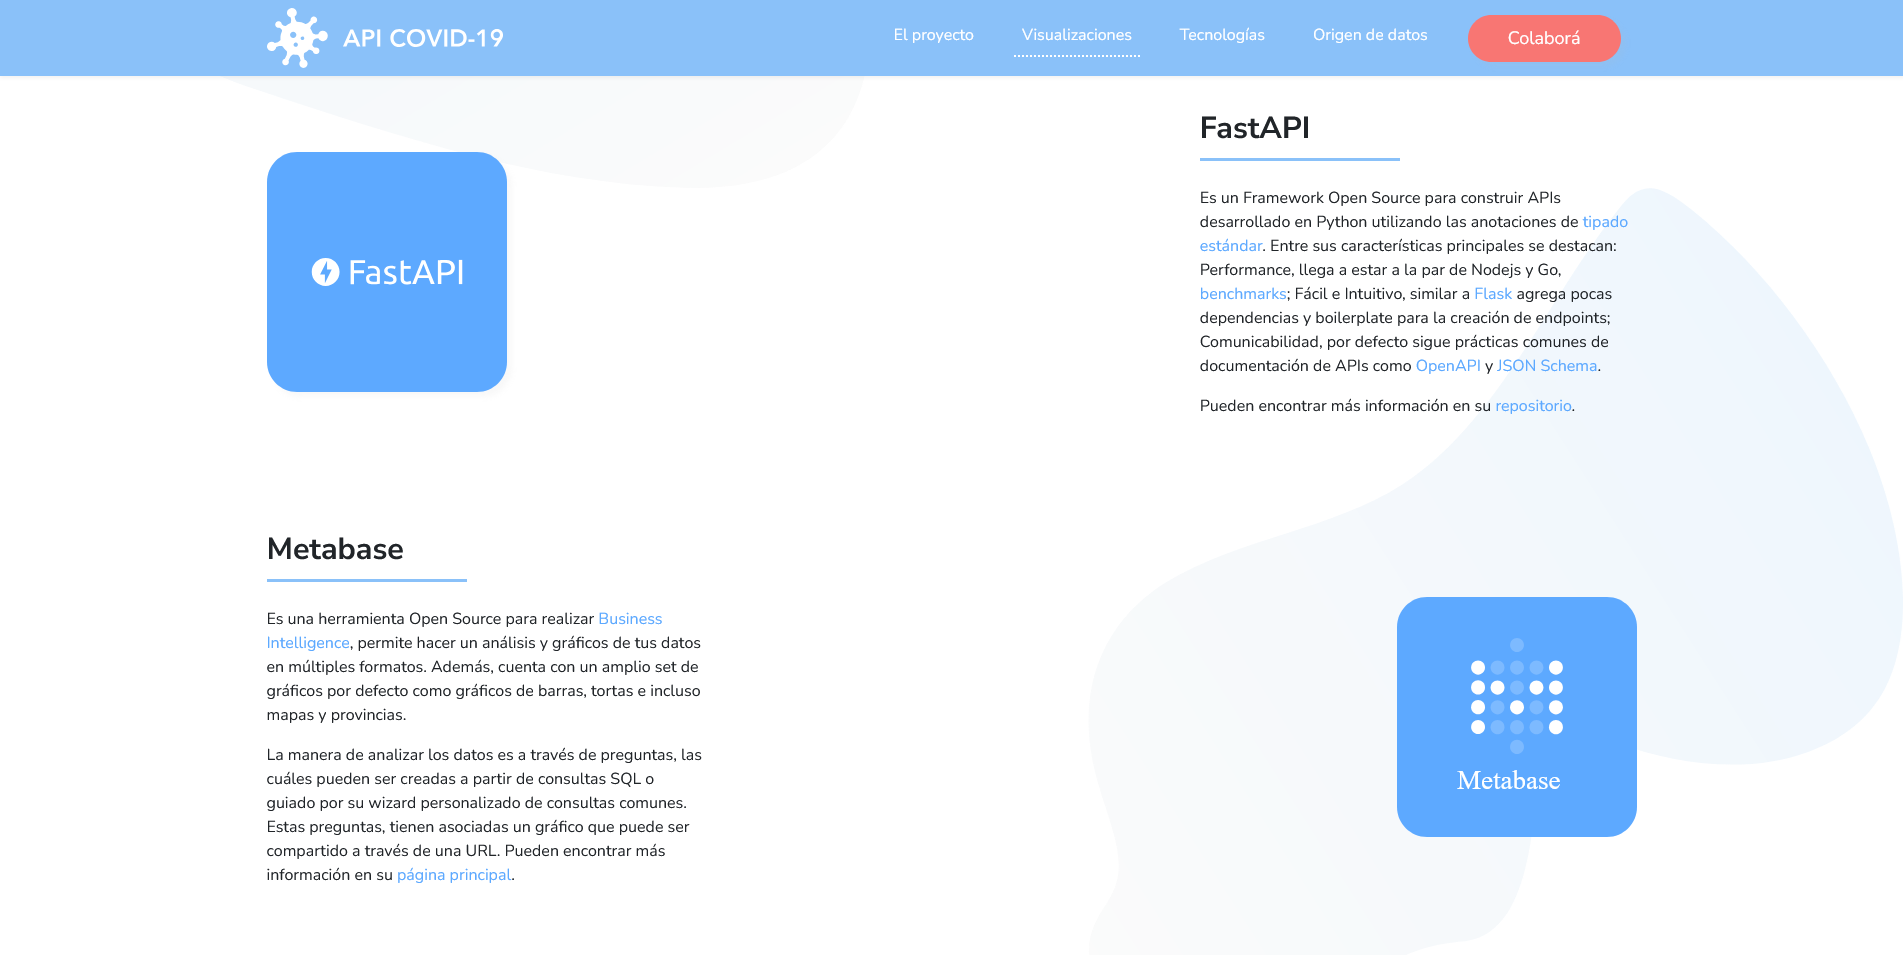 API COVID-19
El proyecto
Visualizaciones
Tecnologías
Origen de datos
Colaborá
FastAPI
FastAPI
Es un Framework Open Source para construir APIs
desarrollado en Python utilizando las anotaciones de tipado
estándar. Entre sus características principales se destacan:
Performance, llega a estar a la par de Nodejs y Go,
benchmarks; Fácil e Intuitivo, similar a Flask agrega pocas
dependencias y boilerplate para la creación de endpoints;
Comunicabilidad, por defecto sigue prácticas comunes de
documentación de APIs como OpenAPI y JSON Schema.
Pueden encontrar más información en su repositorio.
Metabase
Es una herramienta Open Source para realizar Business
Intelligence, permite hacer un análisis y gráficos de tus datos
en múltiples formatos. Además, cuenta con un amplio set de
gráficos por defecto como gráficos de barras, tortas e incluso
mapas y provincias.
La manera de analizar los datos es a través de preguntas, las
cuáles pueden ser creadas a partir de consultas SQL o
guiado por su wizard personalizado de consultas comunes.
Estas preguntas, tienen asociadas un gráfico que puede ser
compartido a través de una URL. Pueden encontrar más
información en su página principal.
Metabase